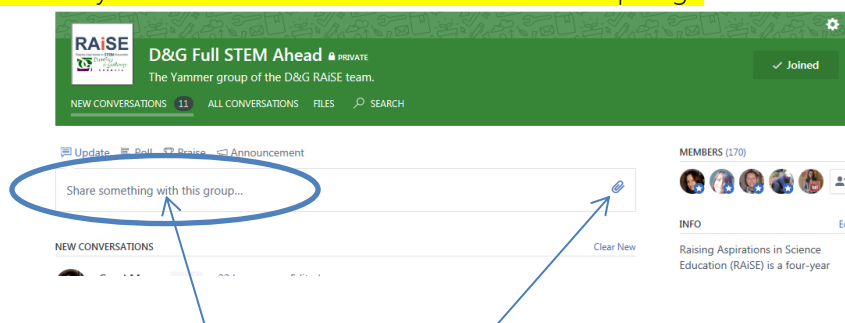 RAiSE
D&G Full STEM Ahead PRIVATE
The Yammer group of the D&G RAiSE team.
Joined
NEW CONVERSATIONS 11 ALL CONVERSATIONS FILES SEARCH
Update Poll Praise Announcement
MEMBERS (170)
Share something with this group...
INFO
NEW CONVERSATIONS Clear New
Raising Aspirations in Science
Education (RAiSE) is a four-year